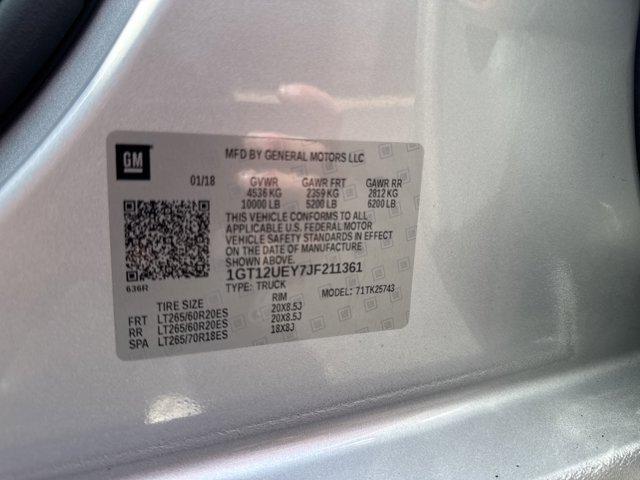 GM
MFD BY GENERAL MOTORS LLC
01/18 GVWR GAWR FRT GAWR RR
4536 KG 2359 KG 2812 KG
10000 LB 5200 LB 6200 LB
THIS VEHICLE CONFORMS TO ALL
APPLICABLE U.S. FEDERAL MOTOR
VEHICLE SAFETY STANDARDS IN EFFECT
ON THE DATE OF MANUFACTURE
SHOWN ABOVE.
1GT12UEY7JF211361
636R TYPE: TRUCK MODEL: 71TK25743
TIRE SIZE RIM
FRT LT265/60R20ES 20X8.5J
RR LT265/60R20ES 20X8.5J
SPA LT265/70R18ES 18X8J